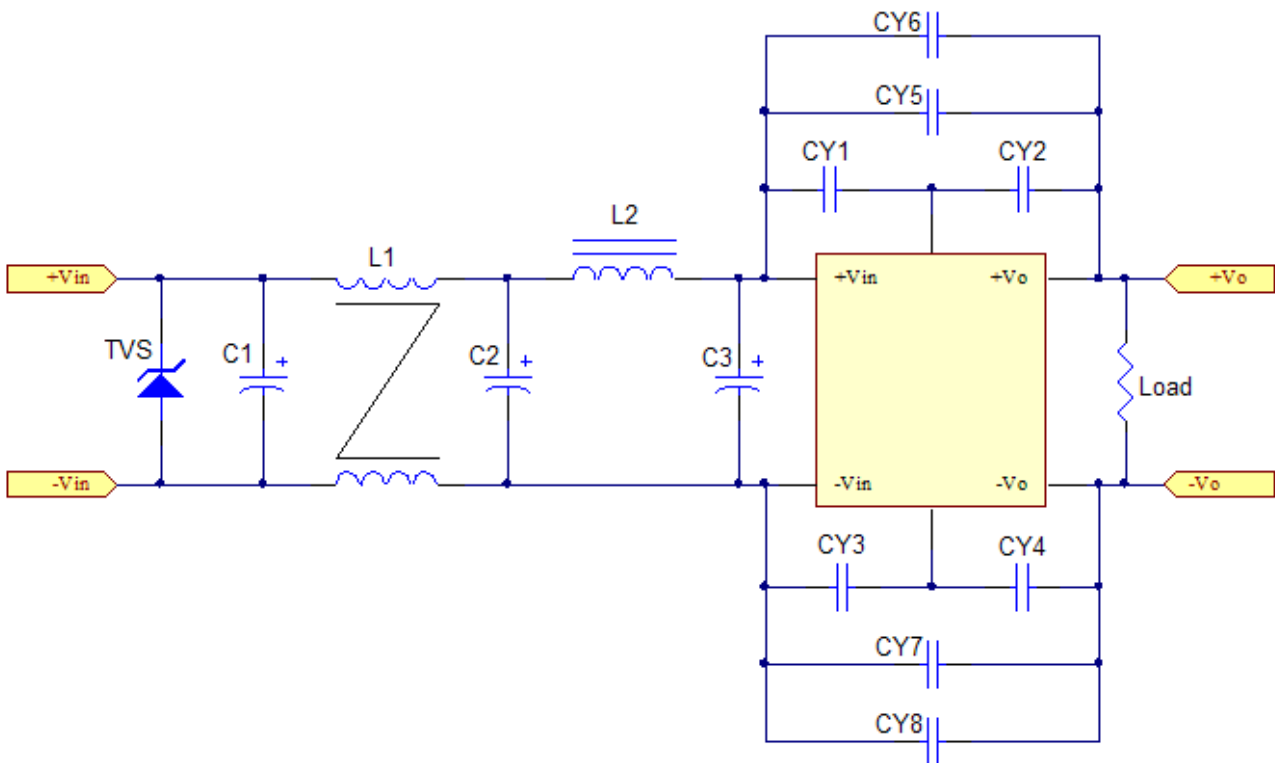 CY6
CY5
CY1 CY2
L2
+Vin L1 +Vin +Vo +Vo
TVS C1 + C2 + C3 + Load
-Vin -Vin -Vo -Vo
CY3 CY4
CY7
CY8